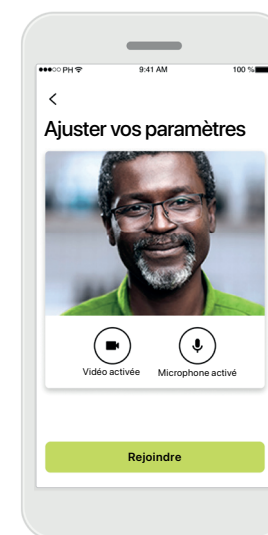 ●●●○○ PH 9:41 AM 100 %
Ajuster vos paramètres
Vidéo activée Microphone activé
Rejoindre